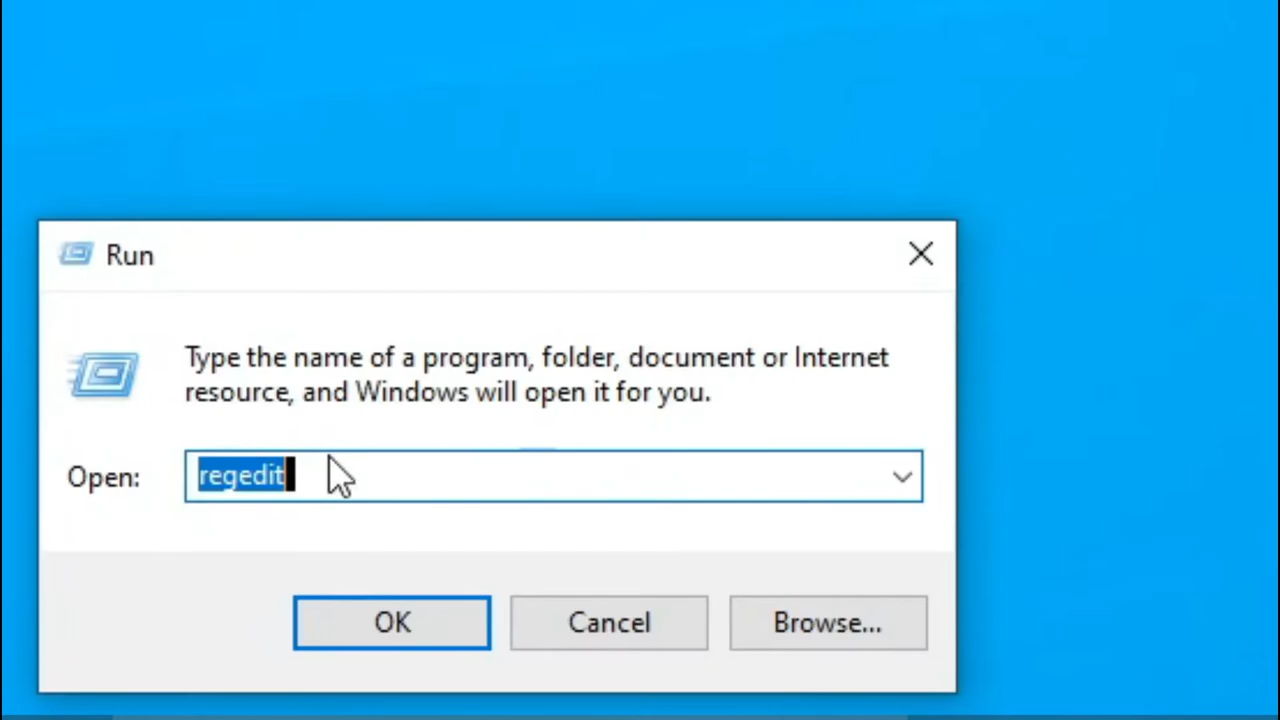 Run
Type the name of a program, folder, document or Internet
resource, and Windows will open it for you.
Open: regedit
OK Cancel Browse...